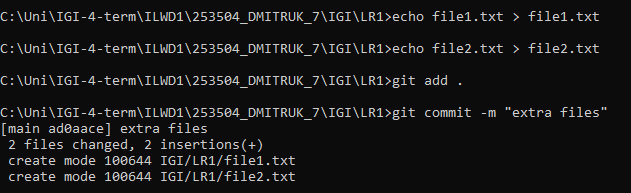 C:\Uni\IGI-4-term\ILWD1\253504_DMITRUK_7\IGI\LR1>echo file1.txt > file1.txt
C:\Uni\IGI-4-term\ILWD1\253504_DMITRUK_7\IGI\LR1>echo file2.txt > file2.txt
C:\Uni\IGI-4-term\ILWD1\253504_DMITRUK_7\IGI\LR1>git add .
C:\Uni\IGI-4-term\ILWD1\253504_DMITRUK_7\IGI\LR1>git commit -m "extra files"
[main ad0aace] extra files
 2 files changed, 2 insertions(+)
 create mode 100644 IGI/LR1/file1.txt
 create mode 100644 IGI/LR1/file2.txt